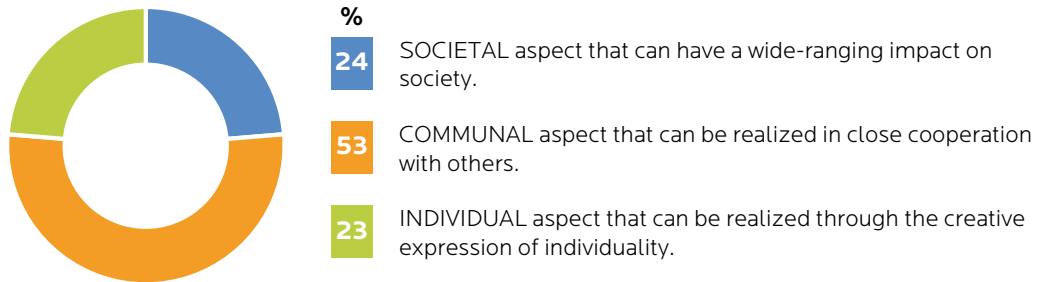 %
24
SOCIETAL aspect that can have a wide-ranging impact on
society.
53
COMMUNAL aspect that can be realized in close cooperation
with others.
23
INDIVIDUAL aspect that can be realized through the creative
expression of individuality.